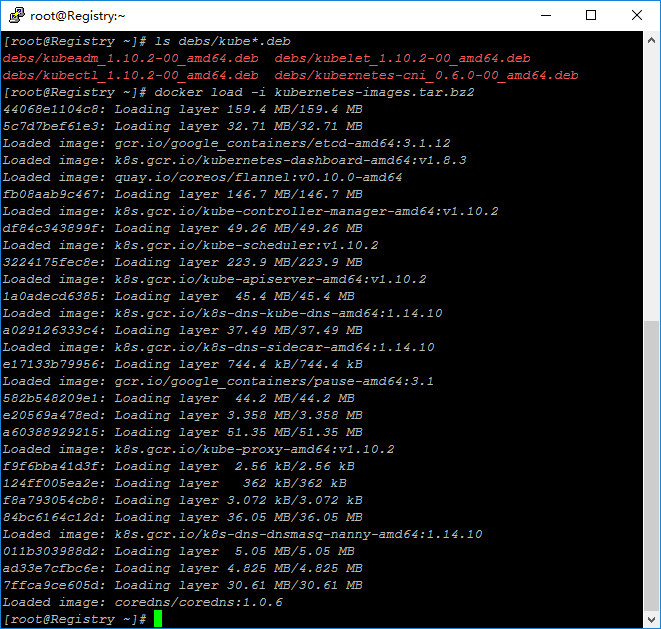 root@Registry:~
[root@Registry ~]# ls debs/kube*.deb
debs/kubeadm_1.10.2-00_amd64.deb  debs/kubelet_1.10.2-00_amd64.deb
debs/kubectl_1.10.2-00_amd64.deb  debs/kubernetes-cni_0.6.0-00_amd64.deb
[root@Registry ~]# docker load -i kubernetes-images.tar.bz2
44068e1104c8: Loading layer 159.4 MB/159.4 MB
5c7d7bef61e3: Loading layer 32.71 MB/32.71 MB
Loaded image: gcr.io/google_containers/etcd-amd64:3.1.12
Loaded image: k8s.gcr.io/kubernetes-dashboard-amd64:v1.8.3
Loaded image: quay.io/coreos/flannel:v0.10.0-amd64
fb08aab9c467: Loading layer 146.7 MB/146.7 MB
Loaded image: k8s.gcr.io/kube-controller-manager-amd64:v1.10.2
df84c343899f: Loading layer 49.26 MB/49.26 MB
Loaded image: k8s.gcr.io/kube-scheduler:v1.10.2
3224175fec8e: Loading layer 223.9 MB/223.9 MB
Loaded image: k8s.gcr.io/kube-apiserver-amd64:v1.10.2
1a0adecd6385: Loading layer  45.4 MB/45.4 MB
Loaded image: k8s.gcr.io/k8s-dns-kube-dns-amd64:1.14.10
a029126333c4: Loading layer 37.49 MB/37.49 MB
Loaded image: k8s.gcr.io/k8s-dns-sidecar-amd64:1.14.10
e17133b79956: Loading layer 744.4 kB/744.4 kB
Loaded image: gcr.io/google_containers/pause-amd64:3.1
582b548209e1: Loading layer  44.2 MB/44.2 MB
e20569a478ed: Loading layer 3.358 MB/3.358 MB
a60388929215: Loading layer 51.35 MB/51.35 MB
Loaded image: k8s.gcr.io/kube-proxy-amd64:v1.10.2
f9f6bba41d3f: Loading layer  2.56 kB/2.56 kB
124ff005ea2e: Loading layer   362 kB/362 kB
f8a793054cb8: Loading layer 3.072 kB/3.072 kB
84bc6164c12d: Loading layer 36.05 MB/36.05 MB
Loaded image: k8s.gcr.io/k8s-dns-dnsmasq-nanny-amd64:1.14.10
011b303988d2: Loading layer  5.05 MB/5.05 MB
ad33e7cfbc6e: Loading layer 4.825 MB/4.825 MB
7ffca9ce605d: Loading layer 30.61 MB/30.61 MB
Loaded image: coredns/coredns:1.0.6
[root@Registry ~]#